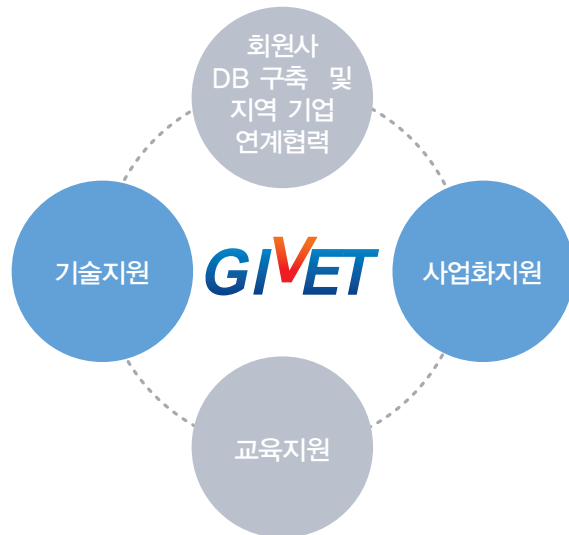 회원사
DB 구축 및
지역 기업
연계협력
기술지원
GIVET
사업화지원
교육지원